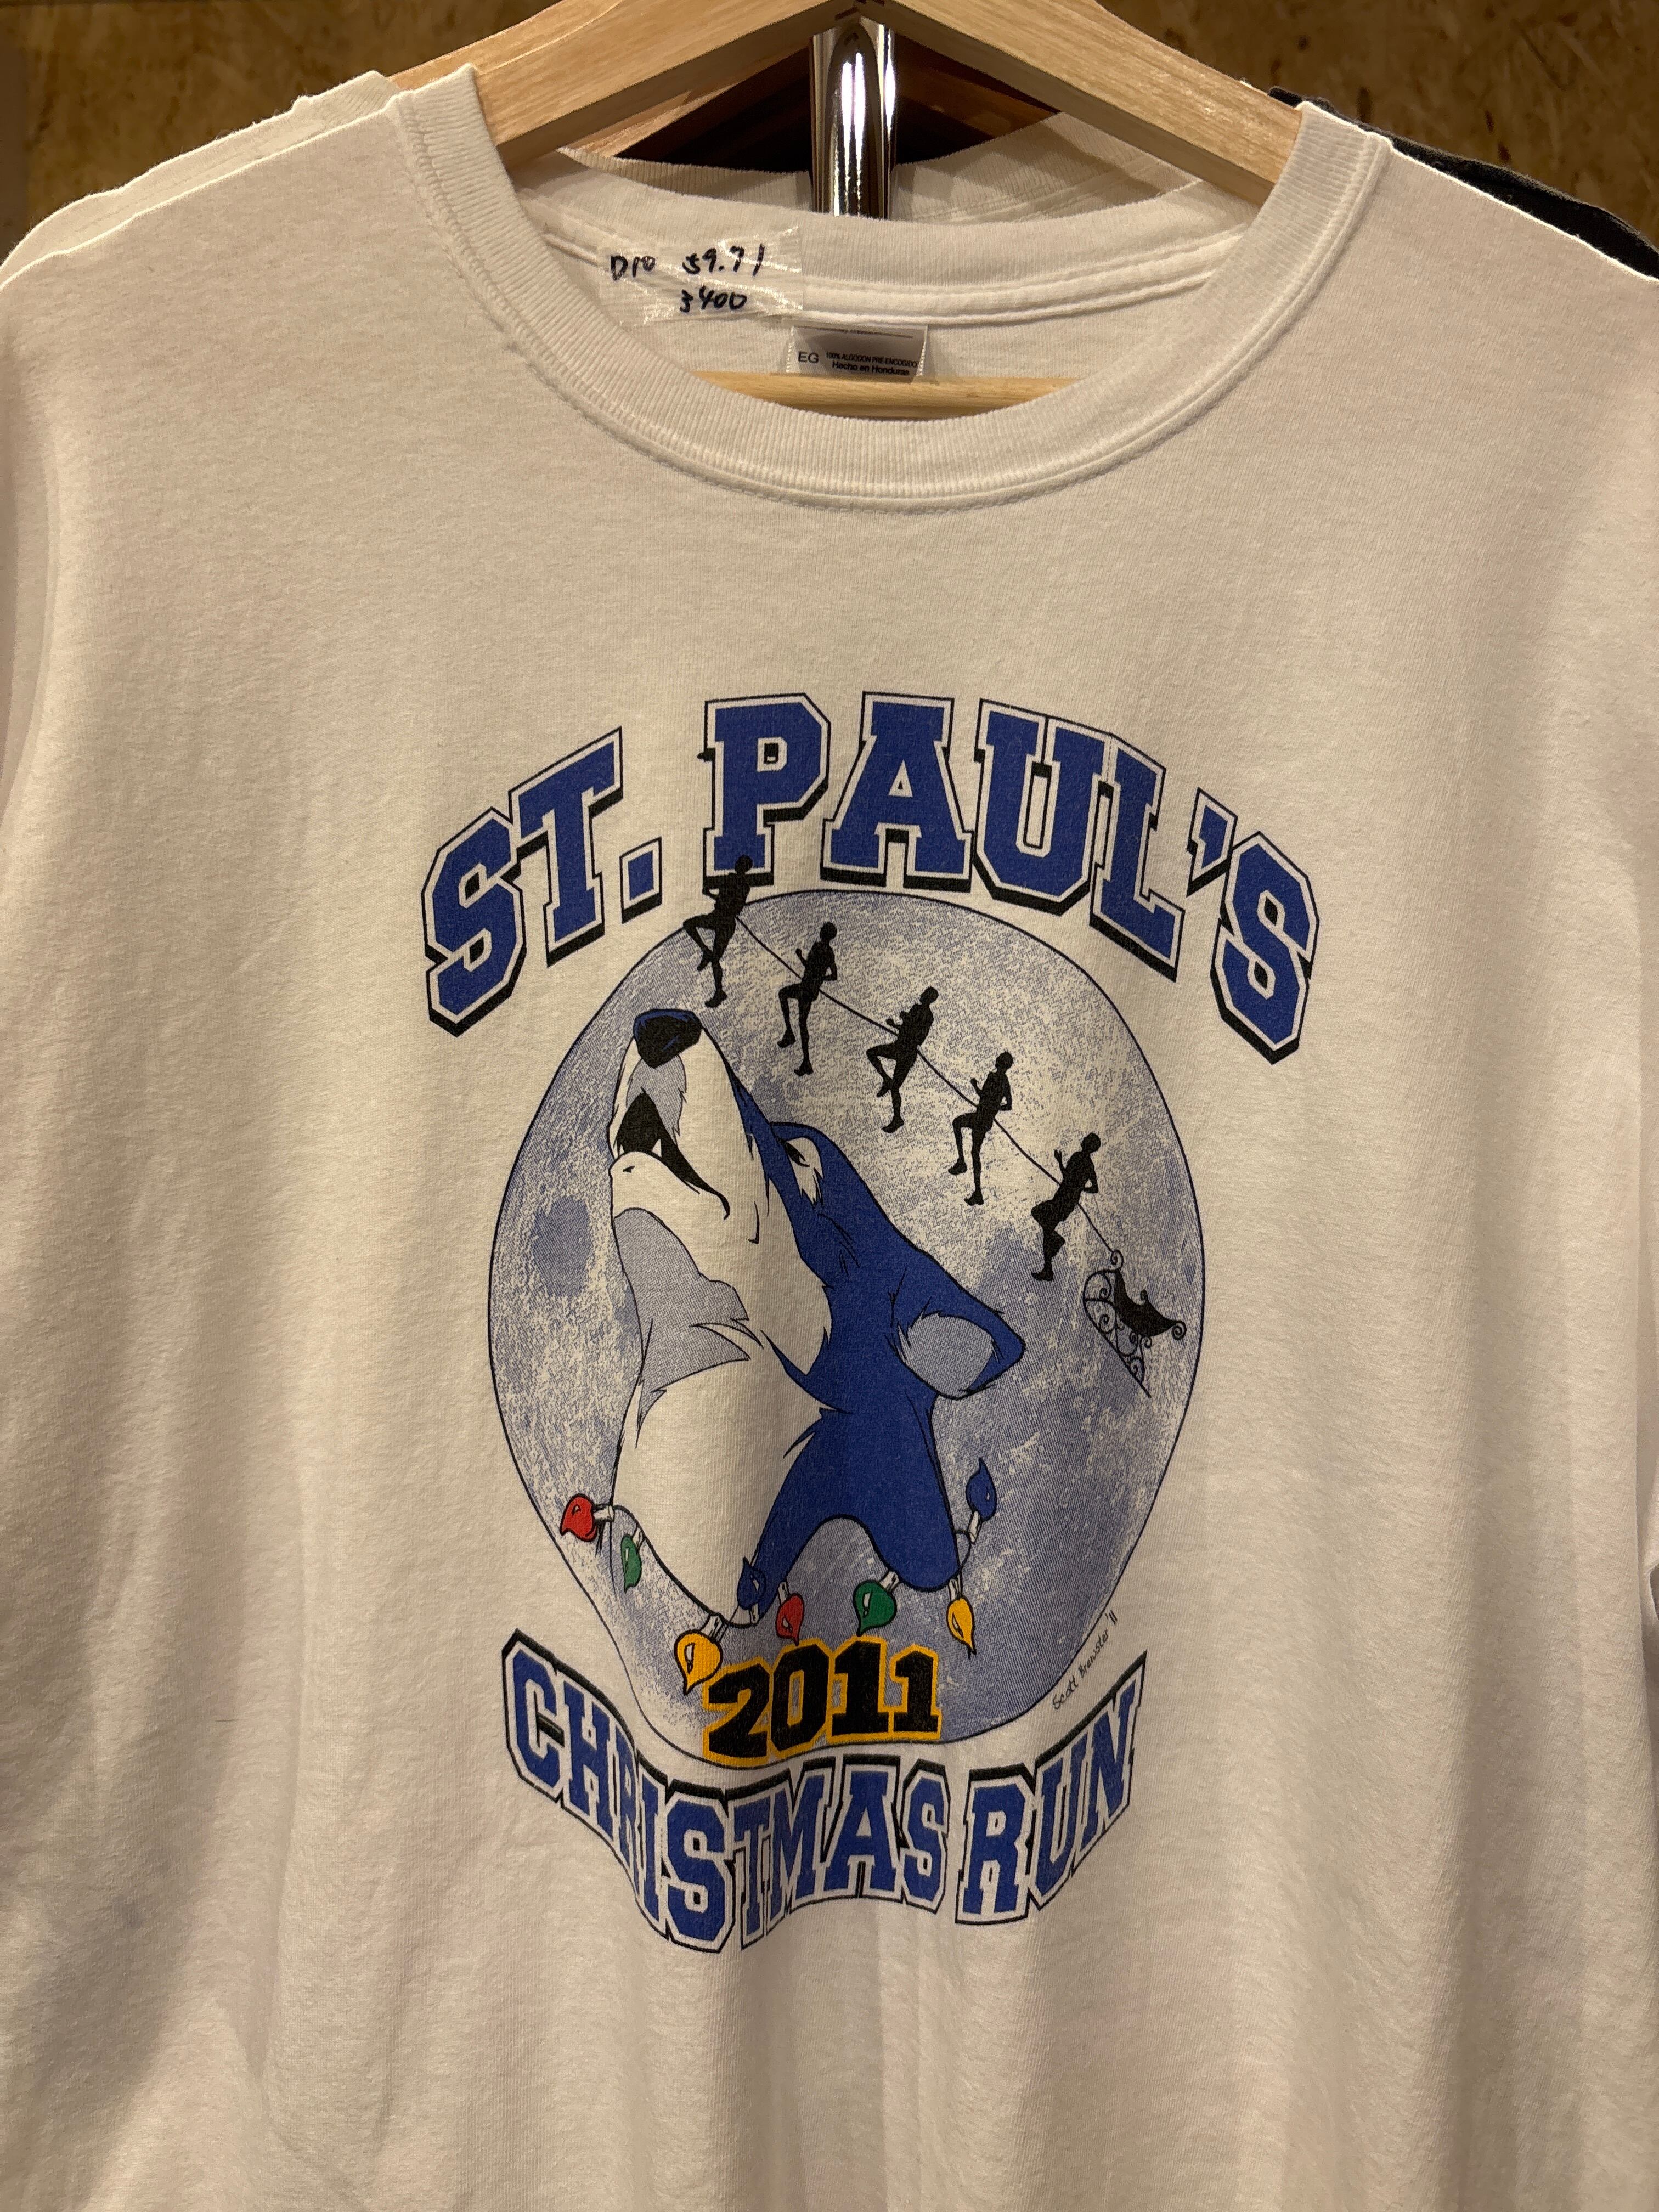 D10 59.71
3400
EG 100% ALGODON PRE-ENCOGIDO
Hecho en Honduras
ST. PAUL'S
Scott Brewster '11
2011
CHRISTMAS RUN